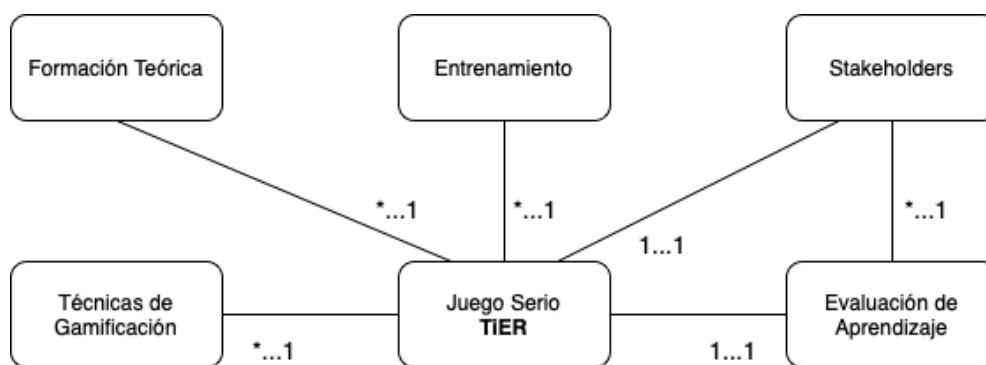 Formación Teórica
Entrenamiento
Stakeholders
*...1
*...1
*...1
1...1
Técnicas de
Gamificación
Juego Serio
TiER
Evaluación de
Aprendizaje
*...1
1...1